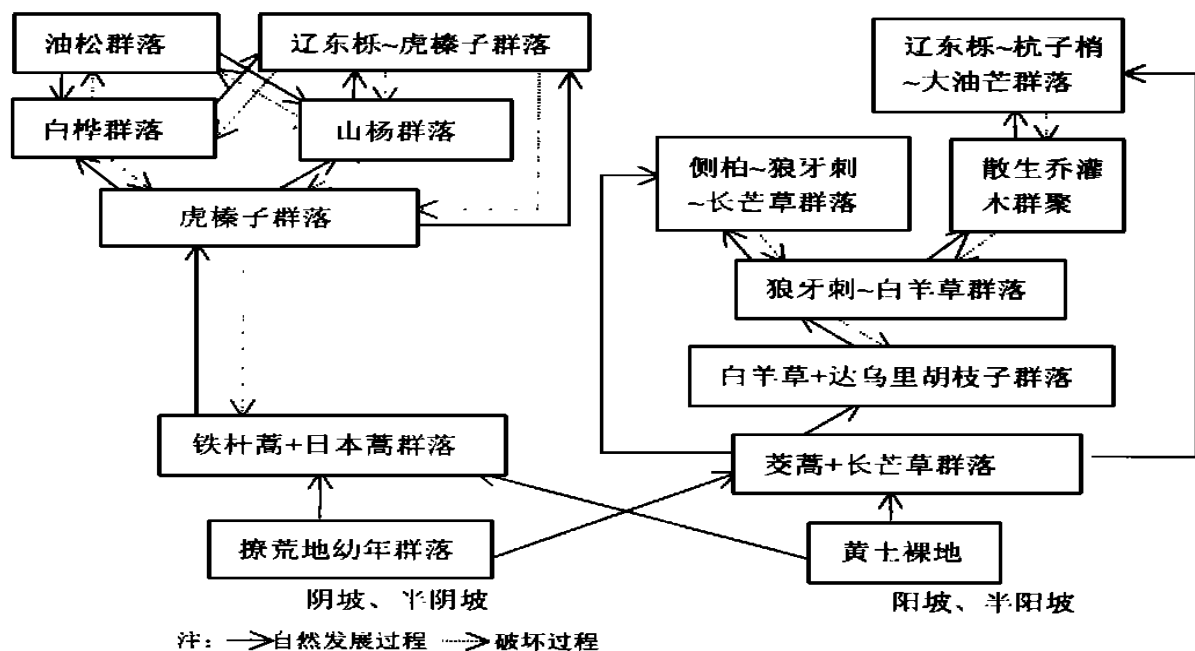 油松群落
辽东栎~虎榛子群落
辽东栎~杭子梢
~大油芒群落
白桦群落
山杨群落
侧柏~狼牙刺
~长芒草群落
散生乔灌
木群聚
虎榛子群落
狼牙刺~白羊草群落
白羊草+达乌里胡枝子群落
铁杆蒿+日本蒿群落
茭蒿+长芒草群落
撩荒地幼年群落
黄土裸地
阴坡、半阴坡
阳坡、半阳坡
注：自然发展过程 破坏过程